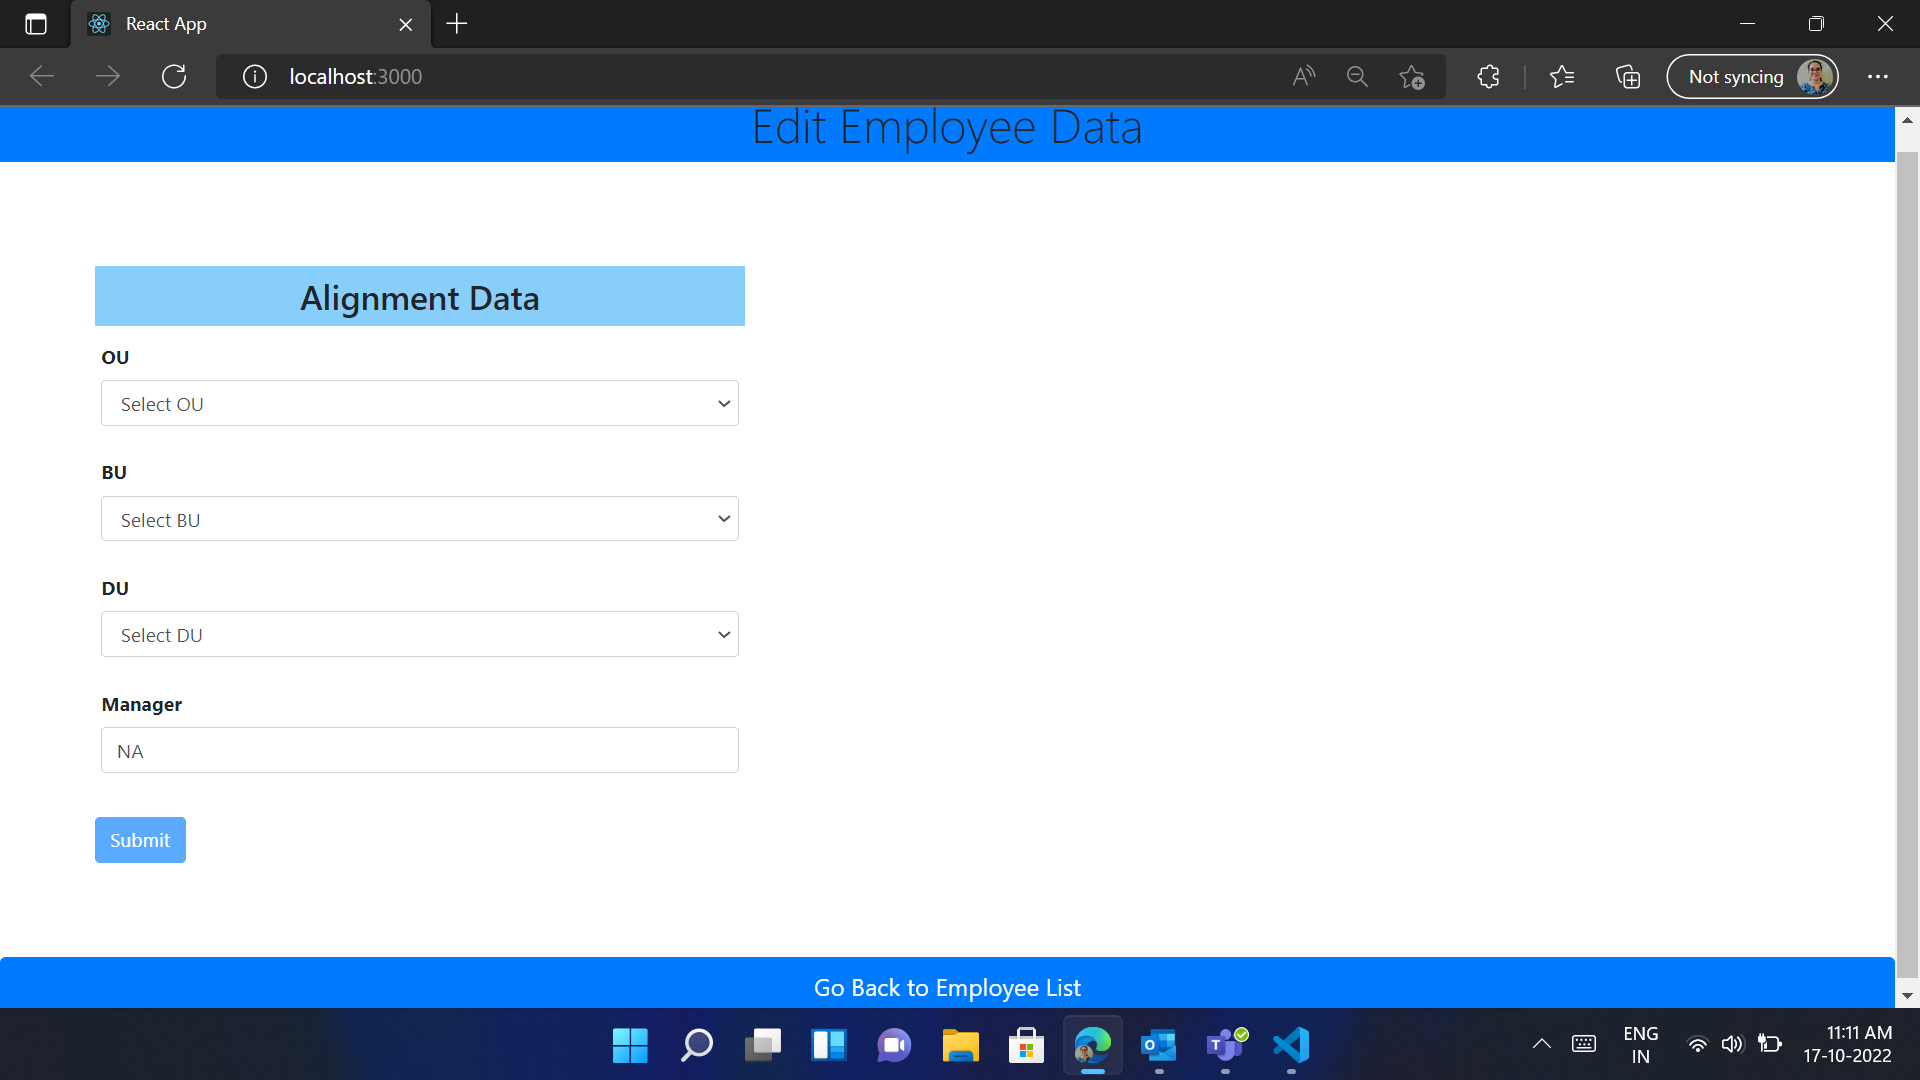 React App
localhost:3000
Not syncing
Edit Employee Data
Alignment Data
OU
Select OU
BU
Select BU
DU
Select DU
Manager
NA
Submit
Go Back to Employee List
ENG
IN
11:11 AM
17-10-2022